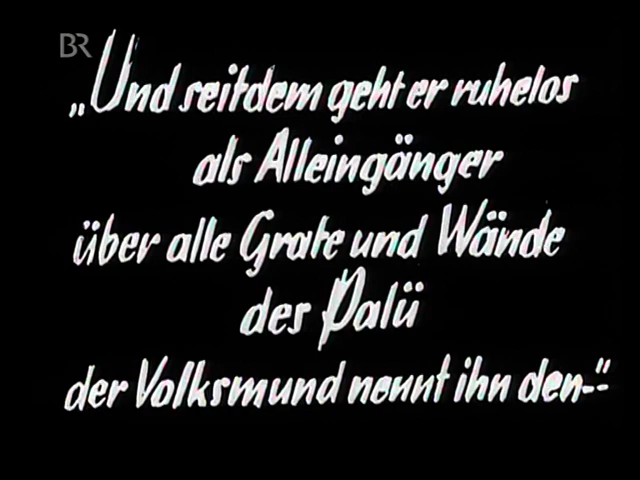 BR
„Und seitdem geht er ruhelos
als Alleingänger
über alle Grate und Wände
des Palü
der Volksmund nennt ihn den-“